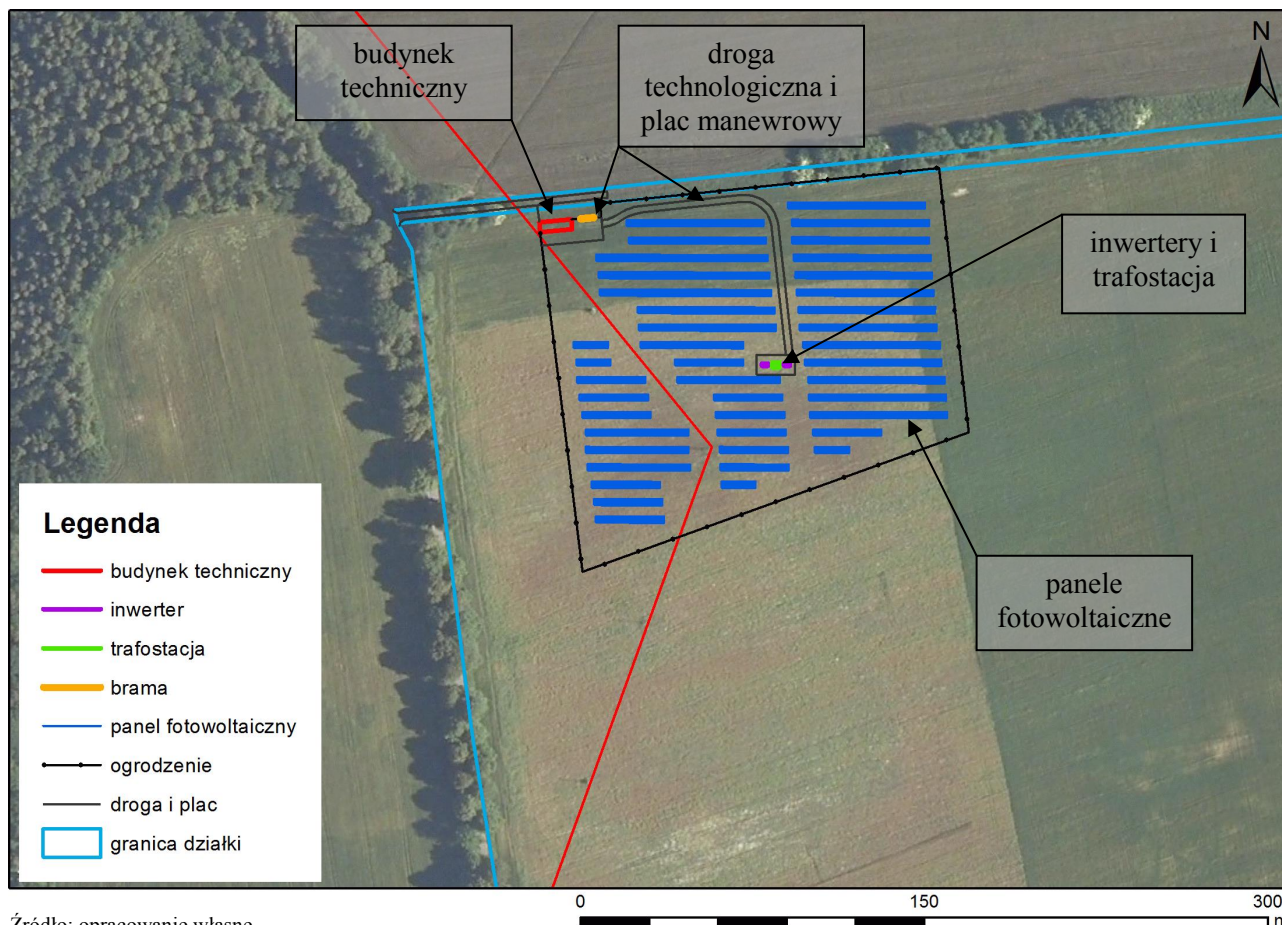 budynek
techniczny
droga
technologiczna i
plac manewrowy
N
inwertery i
trafostacja
panele
fotowoltaiczne
Legenda
budynek techniczny
inwerter
trafostacja
brama
panel fotowoltaiczny
ogrodzenie
droga i plac
granica działki
0 150 300
Źródło: opracowanie własne